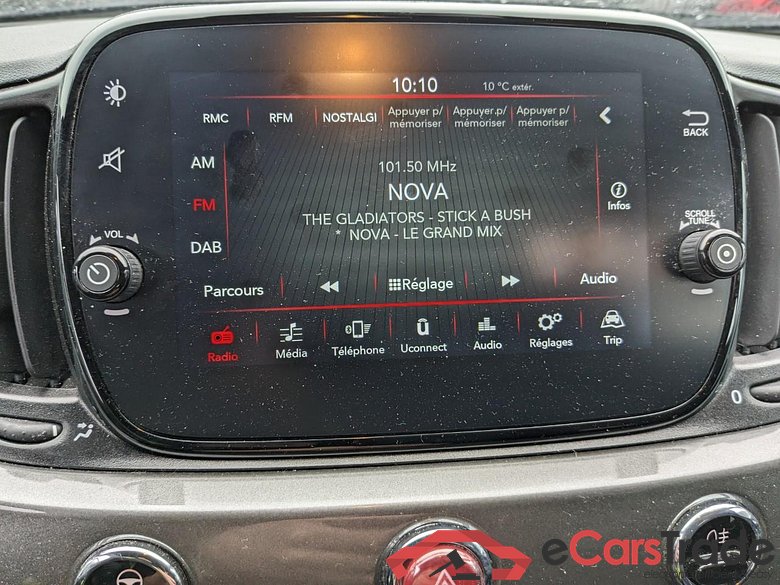 10:10 10 °C extér.
RMC RFM NOSTALGI Appuyer p/ mémoriser Appuyer p/ mémoriser Appuyer p/ mémoriser
BACK
AM
101.50 MHz
NOVA
Infos
FM
THE GLADIATORS - STICK A BUSH
* NOVA - LE GRAND MIX
VOL
SCROLL
TUNE
DAB
Parcours Réglage Audio
Radio Média Téléphone Uconnect Audio Réglages Trip
0
eCarsTrade